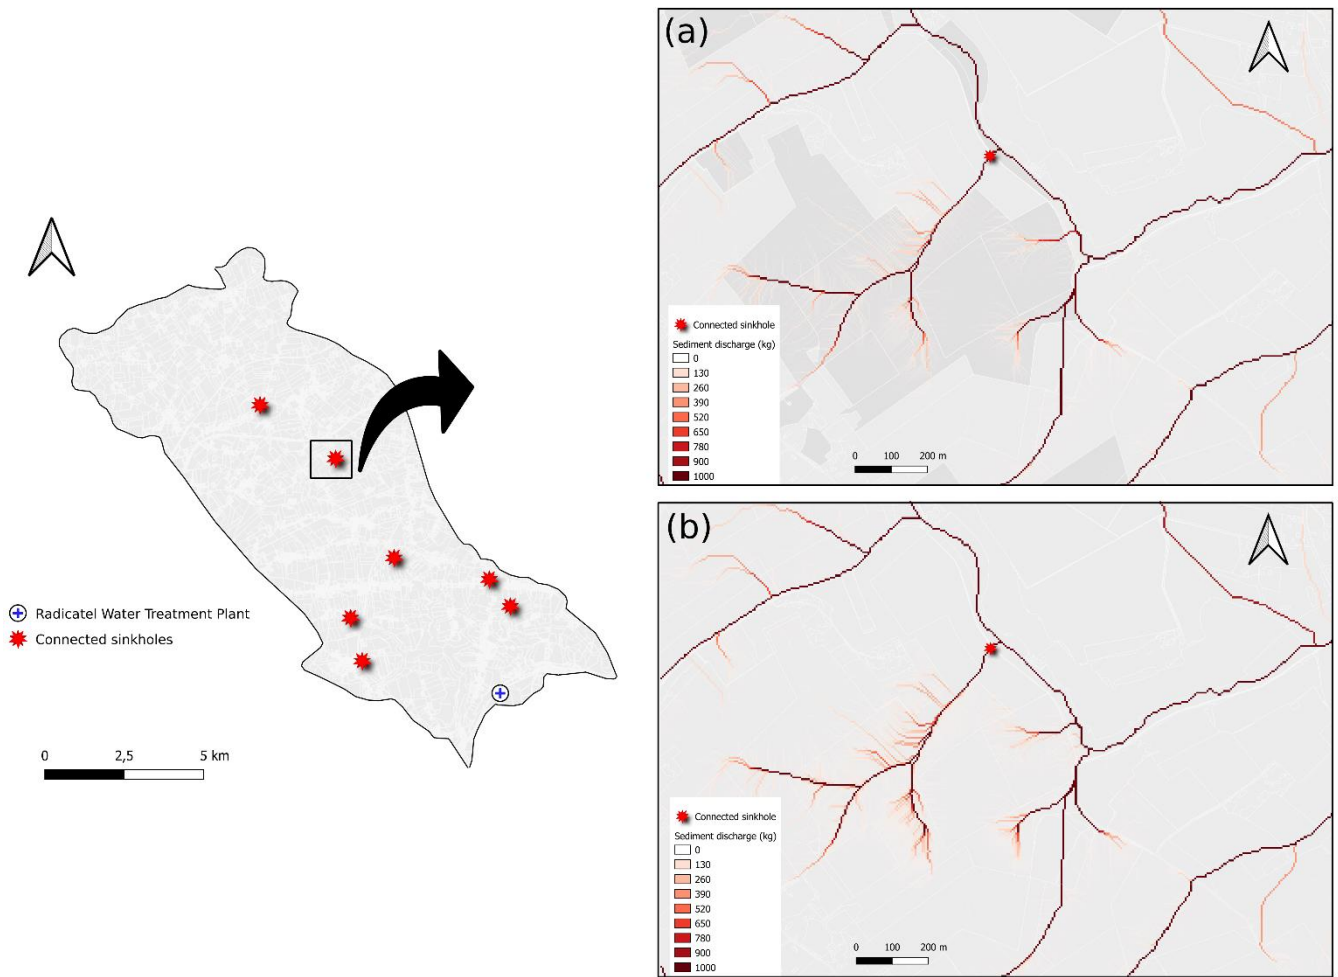 Radicatel Water Treatment Plant
Connected sinkholes
0 2,5 5 km
(a)
Connected sinkhole
Sediment discharge (kg)
0
130
260
390
520
650
780
900
1000
0 100 200 m
(b)
Connected sinkhole
Sediment discharge (kg)
0
130
260
390
520
650
780
900
1000
0 100 200 m